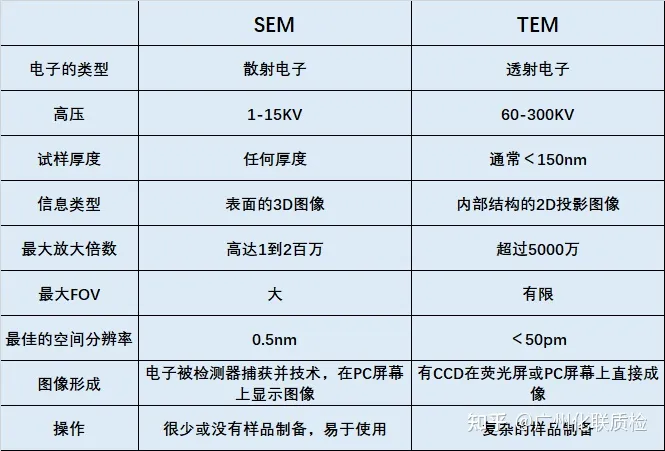 SEM TEM
电子的类型 散射电子 透射电子
高压 1-15KV 60-300KV
试样厚度 任何厚度 通常＜150nm
信息类型 表面的3D图像 内部结构的2D投影图像
最大放大倍数 高达1到2百万 超过5000万
最大FOV 大 有限
最佳的空间分辨率 0.5nm ＜50pm
图像形成 电子被检测器捕获并技术，在PC屏幕上显示图像 有CCD在荧光屏或PC屏幕上直接成像
操作 很少或没有样品制备，易于使用 复杂的样品制备
知乎 @广州化联质检